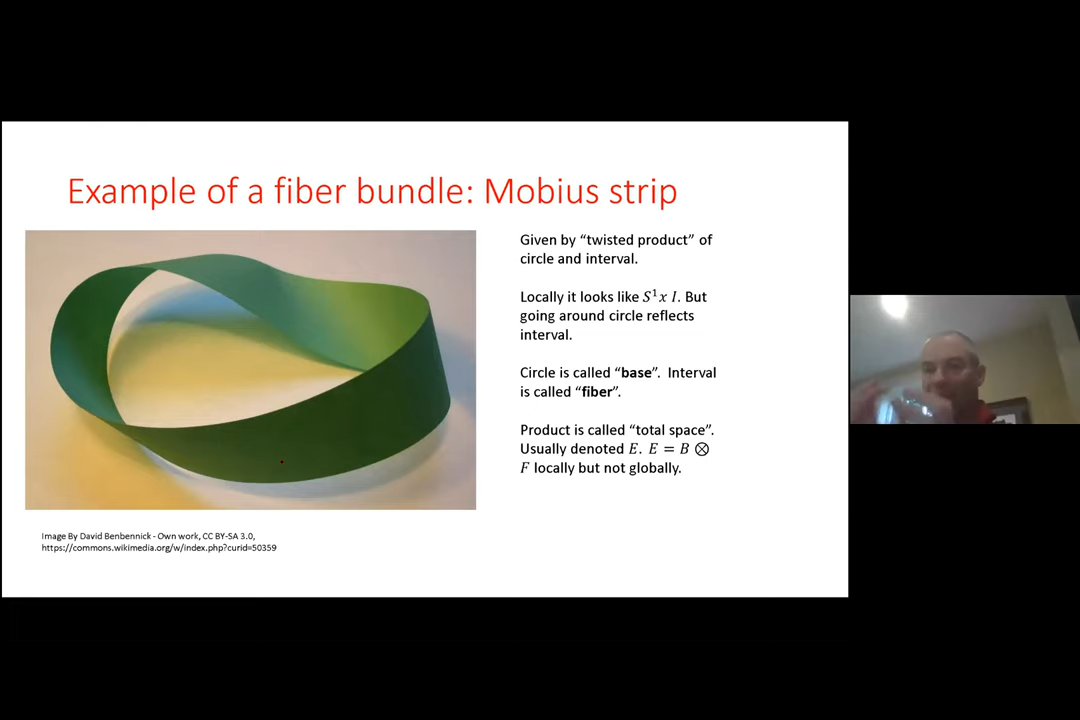 Example of a fiber bundle: Mobius strip
Given by “twisted product” of
circle and interval.
Locally it looks like S¹x I. But
going around circle reflects
interval.
Circle is called “base”. Interval
is called “fiber”.
Product is called “total space”.
Usually denoted E. E = B ⊗
F locally but not globally.
Image By David Benbennick - Own work, CC BY-SA 3.0,
https://commons.wikimedia.org/w/index.php?curid=50359